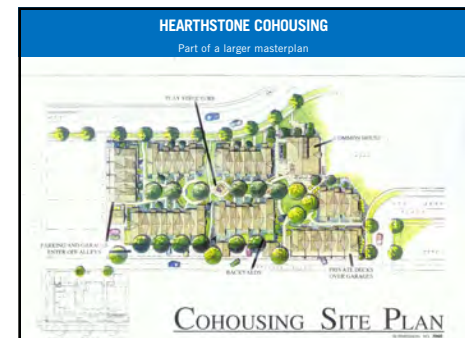 HEARTHSTONE COHOUSING
Part of a larger masterplan
PLAY STRUCTURE
COMMON HOUSE
PARKING AND GARAGES
ENTER OFF ALLEYS
BACKYARDS
PRIVATE DECKS
OVER GARAGES
COHOUSING SITE PLAN